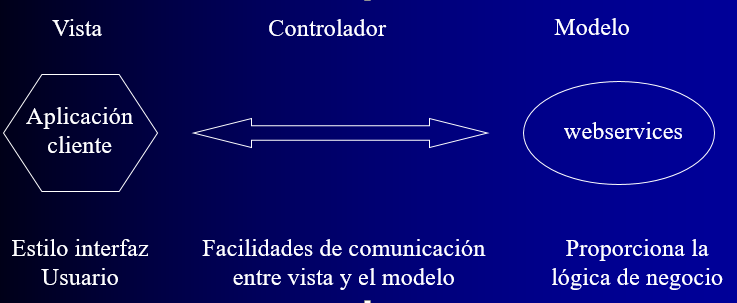 Vista
Controlador
Modelo
Aplicación
cliente
webservices
Estilo interfaz
Usuario
Facilidades de comunicación
entre vista y el modelo
Proporciona la
lógica de negocio